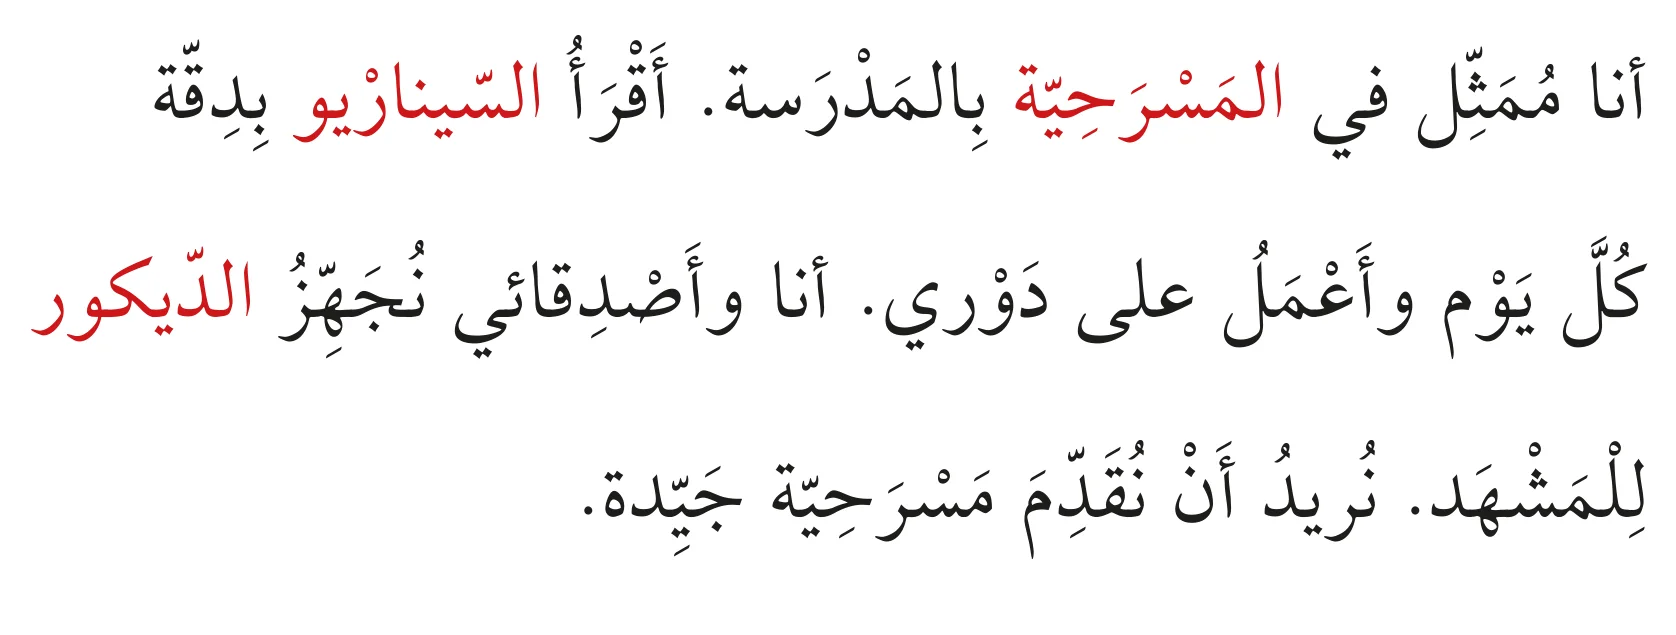 أنا مُمَثِّل في المَسْرَحِيّة بِالمَدْرَسة. أَقْرَأُ السّينارْيو بِدِقّة
كُلَّ يَوْم وأَعْمَلُ على دَوْري. أنا وأَصْدِقائي نُجَهِّزُ الدّيكور
لِلْمَشْهَد. نُريدُ أَنْ نُقَدِّمَ مَسْرَحِيّة جَيِّدة.